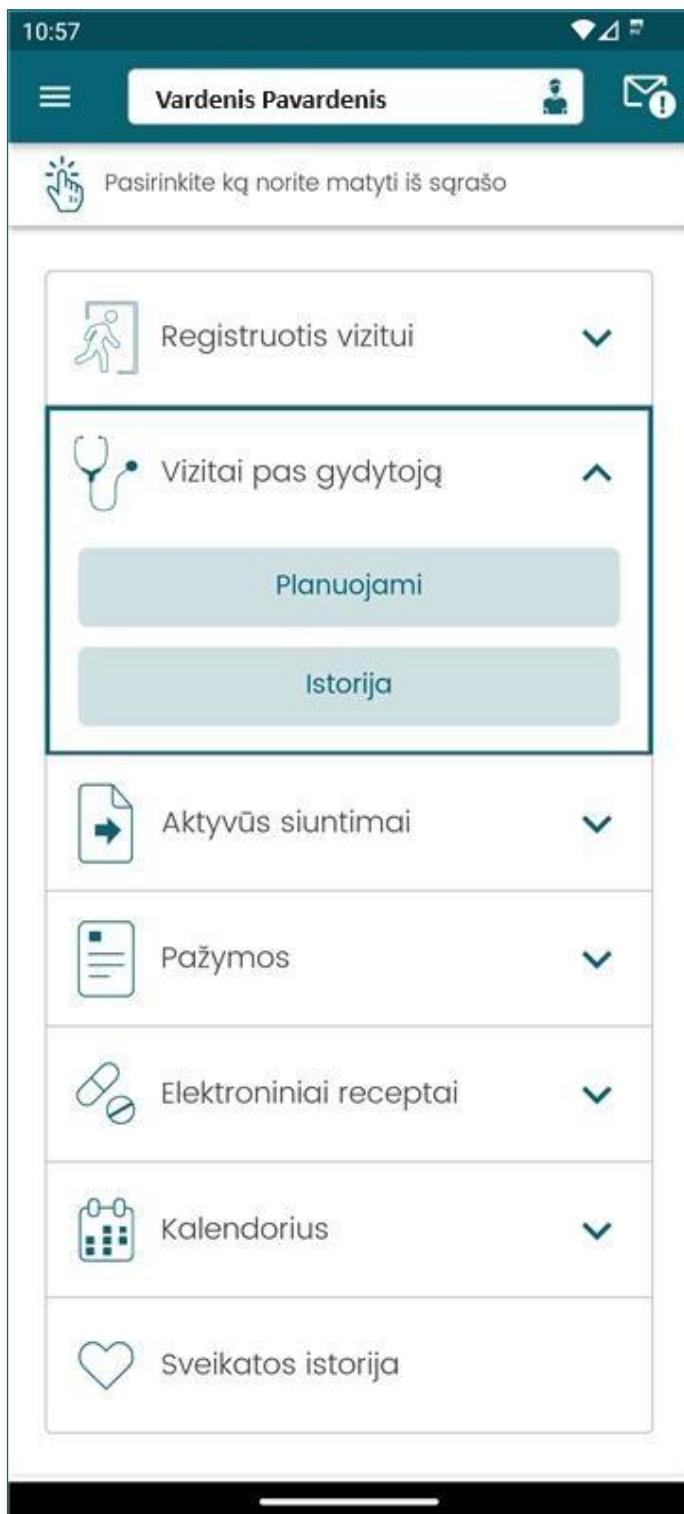 10:57
Vardenis Pavardenis
Pasirinkite ką norite matyti iš sąrašo
Registruotis vizitui
Vizitai pas gydytoją
Planuojami
Istorija
Aktyvūs siuntimai
Pažymos
Elektroniniai receptai
Kalendorius
Sveikatos istorija